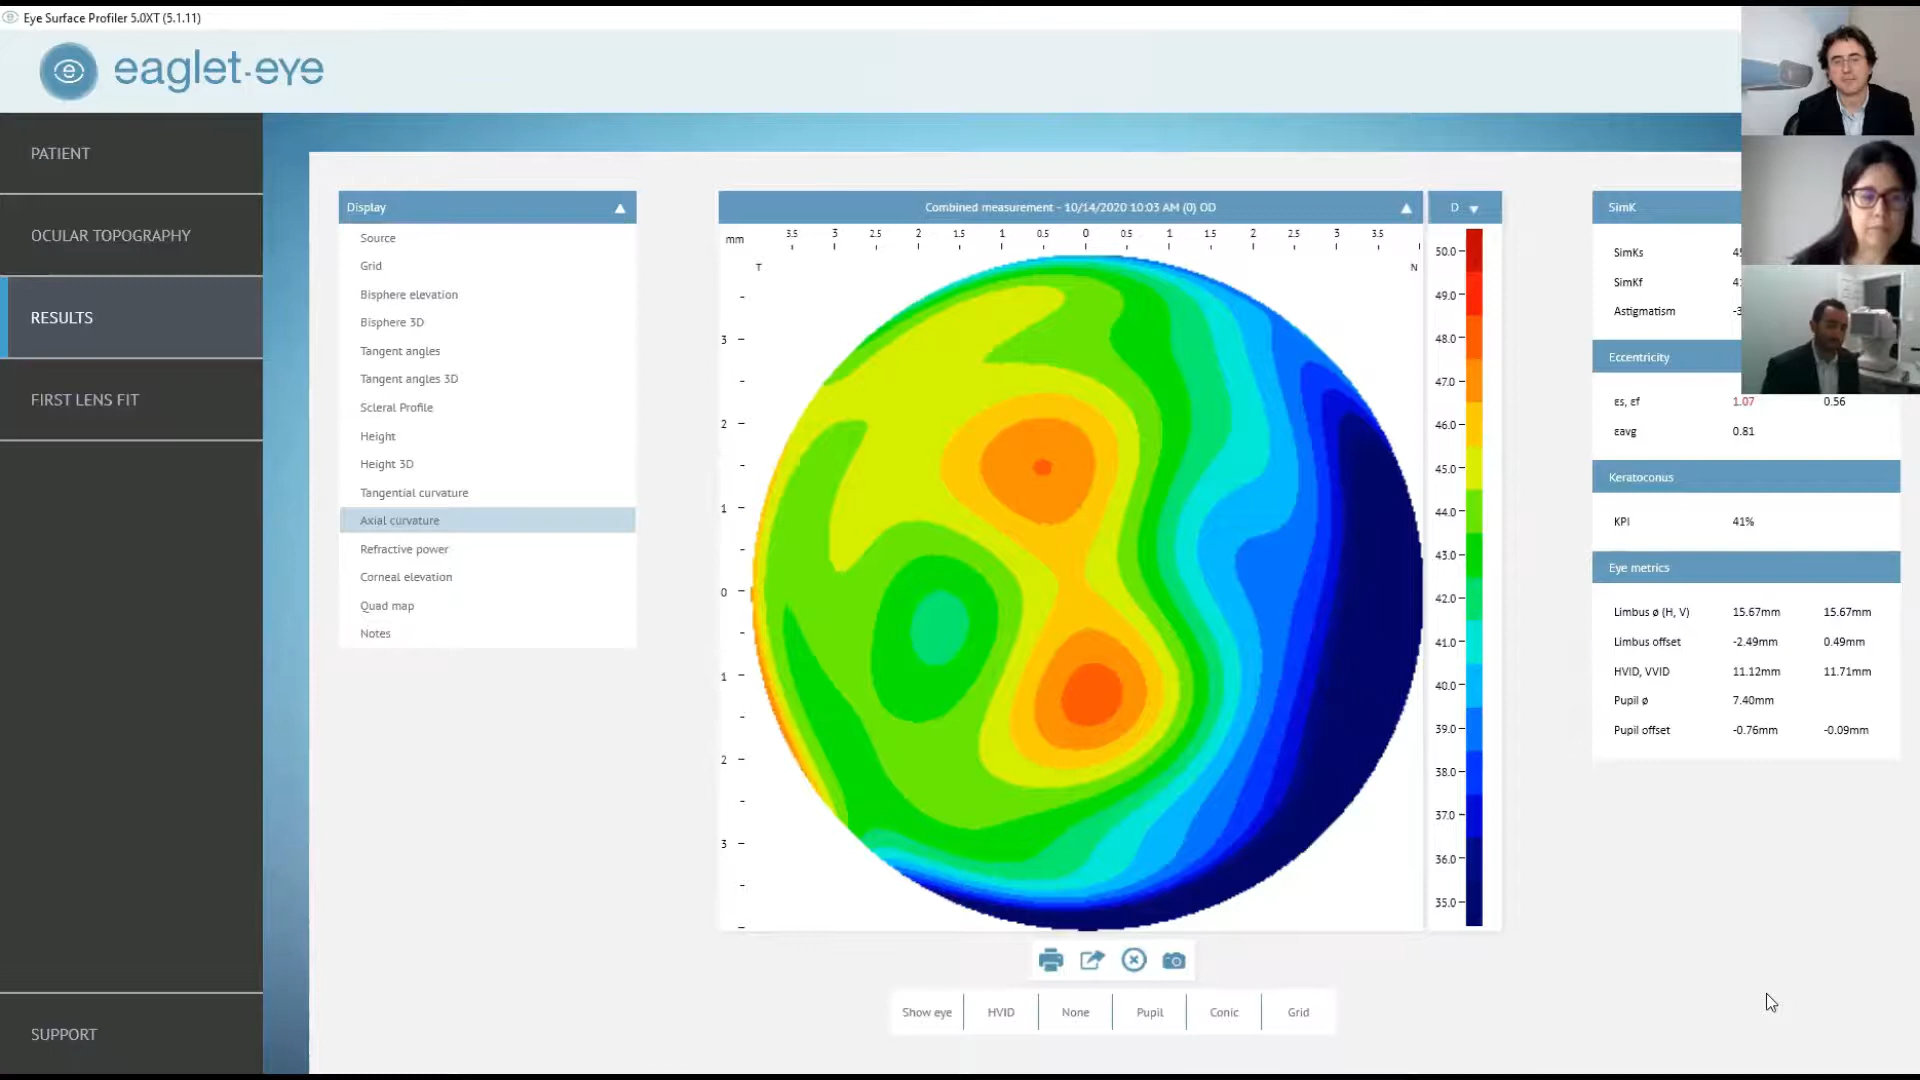 Eye Surface Profiler 5.0XT (5.1.11)
eaglet-eye
PATIENT
OCULAR TOPOGRAPHY
RESULTS
FIRST LENS FIT
SUPPORT
Display
Source
Grid
Bisphere elevation
Bisphere 3D
Tangent angles
Tangent angles 3D
Scleral Profile
Height
Height 3D
Tangential curvature
Axial curvature
Refractive power
Corneal elevation
Quad map
Notes
Combined measurement - 10/14/2020 10:03 AM (0) OD
D
mm 3.5 3 2.5 2 1.5 1 0.5 0 0.5 1 1.5 2 2.5 3 3.5
T N
3
2
1
0
1
2
3
50.0
49.0
48.0
47.0
46.0
45.0
44.0
43.0
42.0
41.0
40.0
39.0
38.0
37.0
36.0
35.0
Show eye HVID None Pupil Conic Grid
SimK
SimKs
SimKf
Astigmatism
Eccentricity
εs, εf 1.07 0.56
εavg 0.81
Keratoconus
KPI 41%
Eye metrics
Limbus ø (H, V) 15.67mm 15.67mm
Limbus offset -2.49mm 0.49mm
HVID, VVID 11.12mm 11.71mm
Pupil ø 7.40mm
Pupil offset -0.76mm -0.09mm